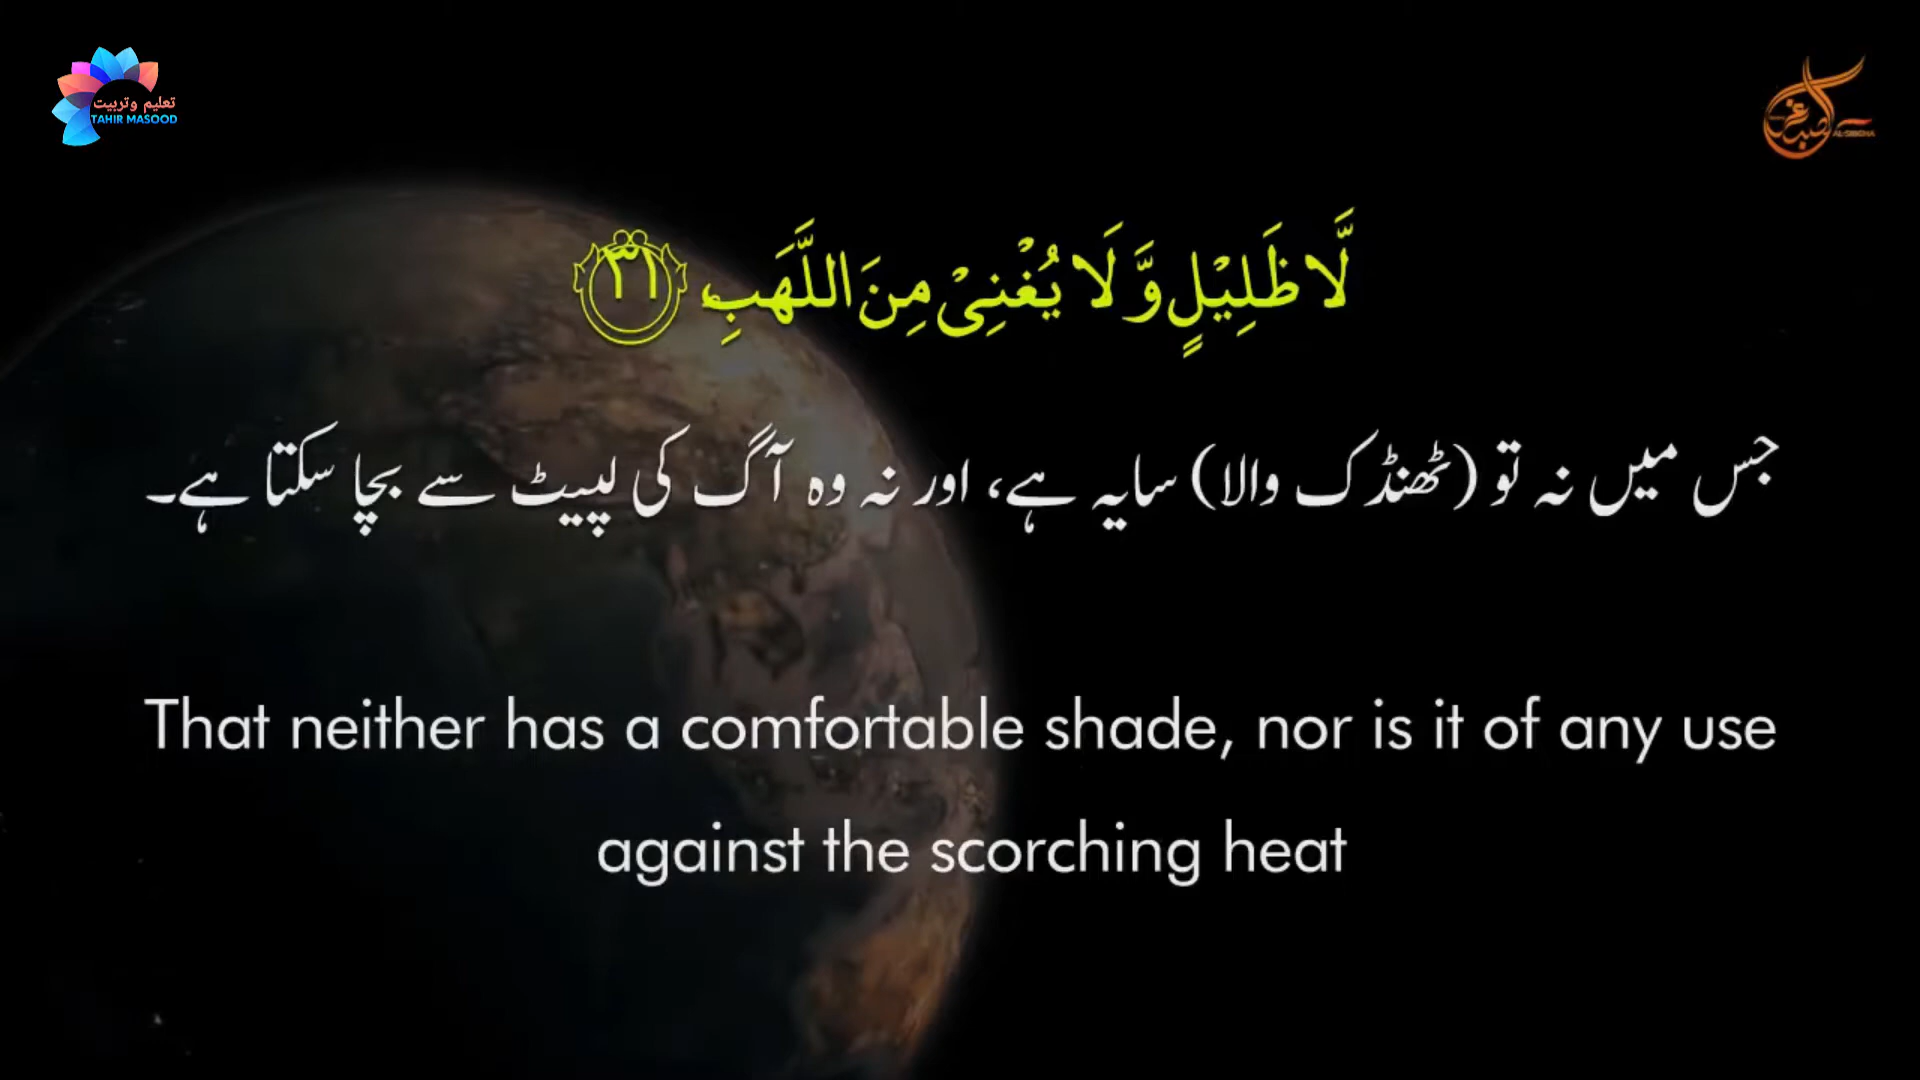 تعلیم وتربیت
TAHIR MASOOD
لَّا ظَلِیْلٍ وَّ لَا یُغْنِیْ مِنَ اللَّهَبِ ﴿۳۱﴾
جس میں نہ تو (ٹھنڈک والا) سایہ ہے، اور نہ وہ آگ کی لپیٹ سے بچا سکتا ہے۔
That neither has a comfortable shade, nor is it of any use
against the scorching heat